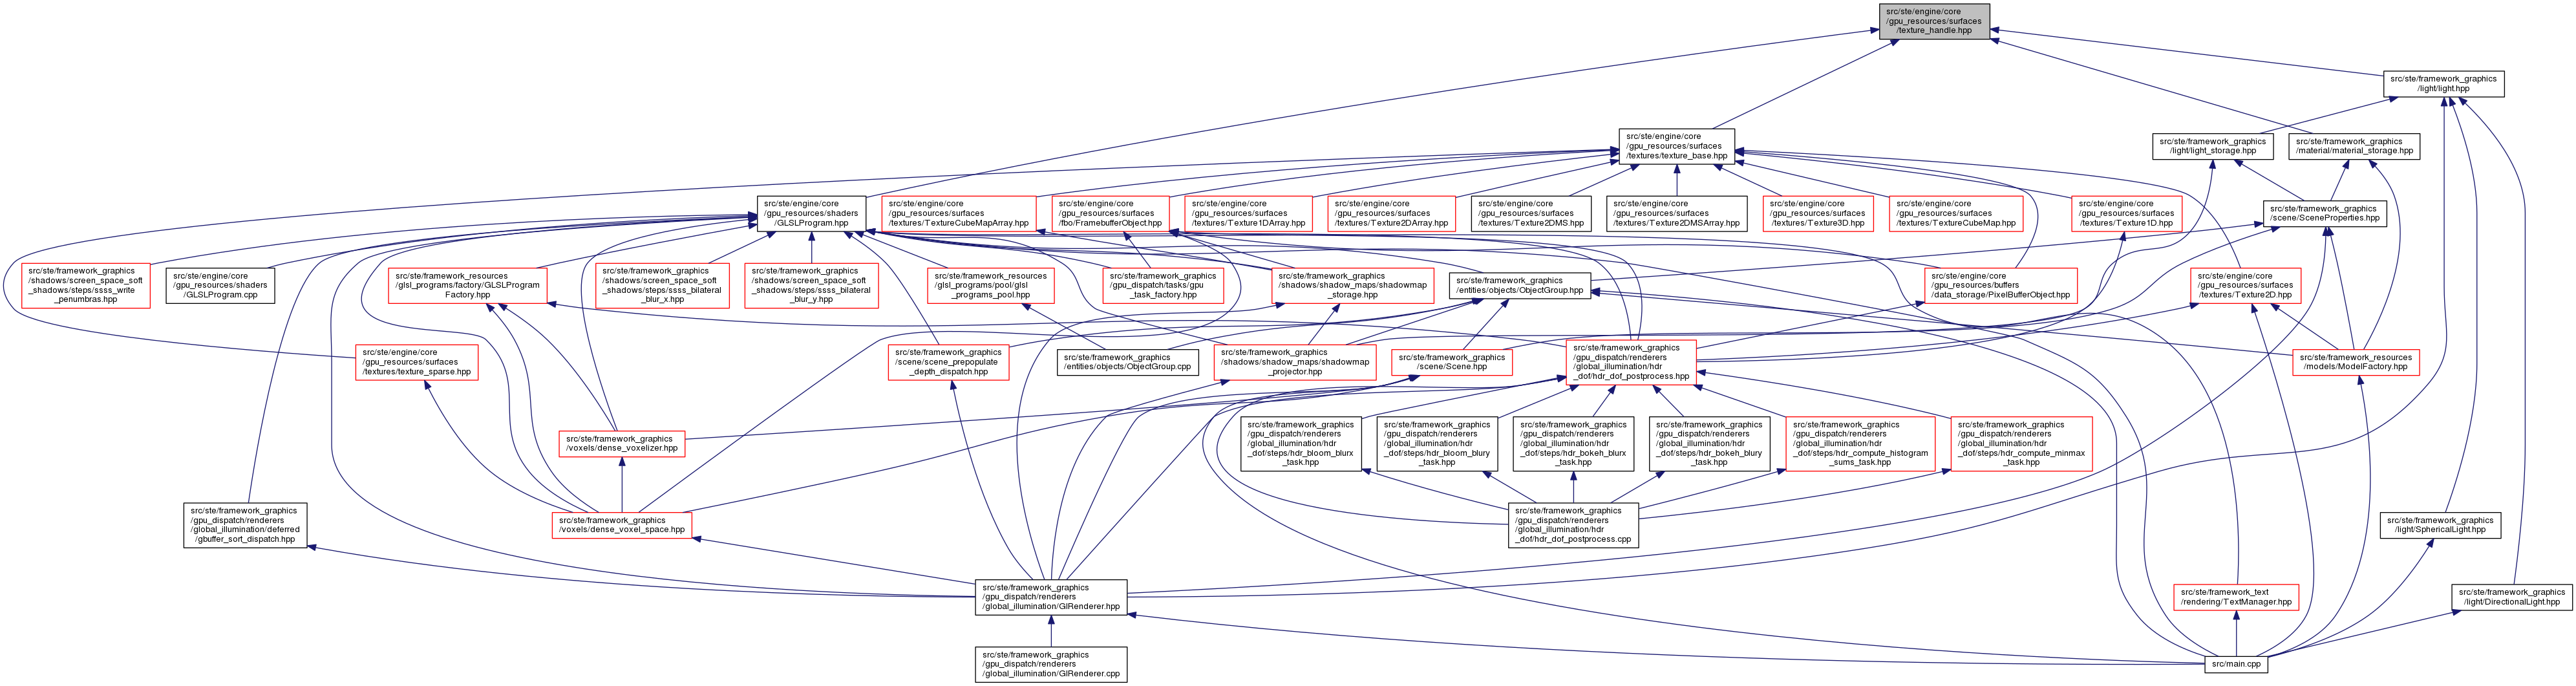 src/ste/engine/core
/gpu_resources/surfaces
/texture_handle.hpp
src/ste/framework_graphics
/light/light.hpp
src/ste/engine/core
/gpu_resources/surfaces
/textures/texture_base.hpp
src/ste/framework_graphics
/light/light_storage.hpp
src/ste/framework_graphics
/material/material_storage.hpp
src/ste/engine/core
/gpu_resources/shaders
/GLSLProgram.hpp
src/ste/engine/core
/gpu_resources/surfaces
/textures/TextureCubeMapArray.hpp
src/ste/engine/core
/gpu_resources/surfaces
/fbo/FramebufferObject.hpp
src/ste/engine/core
/gpu_resources/surfaces
/textures/Texture1DArray.hpp
src/ste/engine/core
/gpu_resources/surfaces
/textures/Texture2DArray.hpp
src/ste/engine/core
/gpu_resources/surfaces
/textures/Texture2DMS.hpp
src/ste/engine/core
/gpu_resources/surfaces
/textures/Texture2DMSArray.hpp
src/ste/engine/core
/gpu_resources/surfaces
/textures/Texture3D.hpp
src/ste/engine/core
/gpu_resources/surfaces
/textures/TextureCubeMap.hpp
src/ste/engine/core
/gpu_resources/surfaces
/textures/Texture1D.hpp
src/ste/framework_graphics
/scene/SceneProperties.hpp
src/ste/framework_graphics
/shadows/screen_space_soft
_shadows/steps/ssss_write
_penumbras.hpp
src/ste/engine/core
/gpu_resources/shaders
/GLSLProgram.cpp
src/ste/framework_resources
/glsl_programs/factory/GLSLProgram
Factory.hpp
src/ste/framework_graphics
/shadows/screen_space_soft
_shadows/steps/ssss_bilateral
_blur_x.hpp
src/ste/framework_graphics
/shadows/screen_space_soft
_shadows/steps/ssss_bilateral
_blur_y.hpp
src/ste/framework_resources
/glsl_programs/pool/glsl
_programs_pool.hpp
src/ste/framework_graphics
/gpu_dispatch/tasks/gpu
_task_factory.hpp
src/ste/framework_graphics
/shadows/shadow_maps/shadowmap
_storage.hpp
src/ste/framework_graphics
/entities/objects/ObjectGroup.hpp
src/ste/engine/core
/gpu_resources/buffers
/data_storage/PixelBufferObject.hpp
src/ste/engine/core
/gpu_resources/surfaces
/textures/Texture2D.hpp
src/ste/engine/core
/gpu_resources/surfaces
/textures/texture_sparse.hpp
src/ste/framework_graphics
/scene/scene_prepopulate
_depth_dispatch.hpp
src/ste/framework_graphics
/entities/objects/ObjectGroup.cpp
src/ste/framework_graphics
/shadows/shadow_maps/shadowmap
_projector.hpp
src/ste/framework_graphics
/scene/Scene.hpp
src/ste/framework_graphics
/gpu_dispatch/renderers
/global_illumination/hdr
_dof/hdr_dof_postprocess.hpp
src/ste/framework_resources
/models/ModelFactory.hpp
src/ste/framework_graphics
/voxels/dense_voxelizer.hpp
src/ste/framework_graphics
/gpu_dispatch/renderers
/global_illumination/hdr
_dof/steps/hdr_bloom_blurx
_task.hpp
src/ste/framework_graphics
/gpu_dispatch/renderers
/global_illumination/hdr
_dof/steps/hdr_bloom_blury
_task.hpp
src/ste/framework_graphics
/gpu_dispatch/renderers
/global_illumination/hdr
_dof/steps/hdr_bokeh_blurx
_task.hpp
src/ste/framework_graphics
/gpu_dispatch/renderers
/global_illumination/hdr
_dof/steps/hdr_bokeh_blury
_task.hpp
src/ste/framework_graphics
/gpu_dispatch/renderers
/global_illumination/hdr
_dof/steps/hdr_compute_histogram
_sums_task.hpp
src/ste/framework_graphics
/gpu_dispatch/renderers
/global_illumination/hdr
_dof/steps/hdr_compute_minmax
_task.hpp
src/ste/framework_graphics
/gpu_dispatch/renderers
/global_illumination/deferred
/gbuffer_sort_dispatch.hpp
src/ste/framework_graphics
/voxels/dense_voxel_space.hpp
src/ste/framework_graphics
/gpu_dispatch/renderers
/global_illumination/hdr
_dof/hdr_dof_postprocess.cpp
src/ste/framework_graphics
/light/SphericalLight.hpp
src/ste/framework_graphics
/gpu_dispatch/renderers
/global_illumination/GIRenderer.hpp
src/ste/framework_text
/rendering/TextManager.hpp
src/ste/framework_graphics
/light/DirectionalLight.hpp
src/ste/framework_graphics
/gpu_dispatch/renderers
/global_illumination/GIRenderer.cpp
src/main.cpp